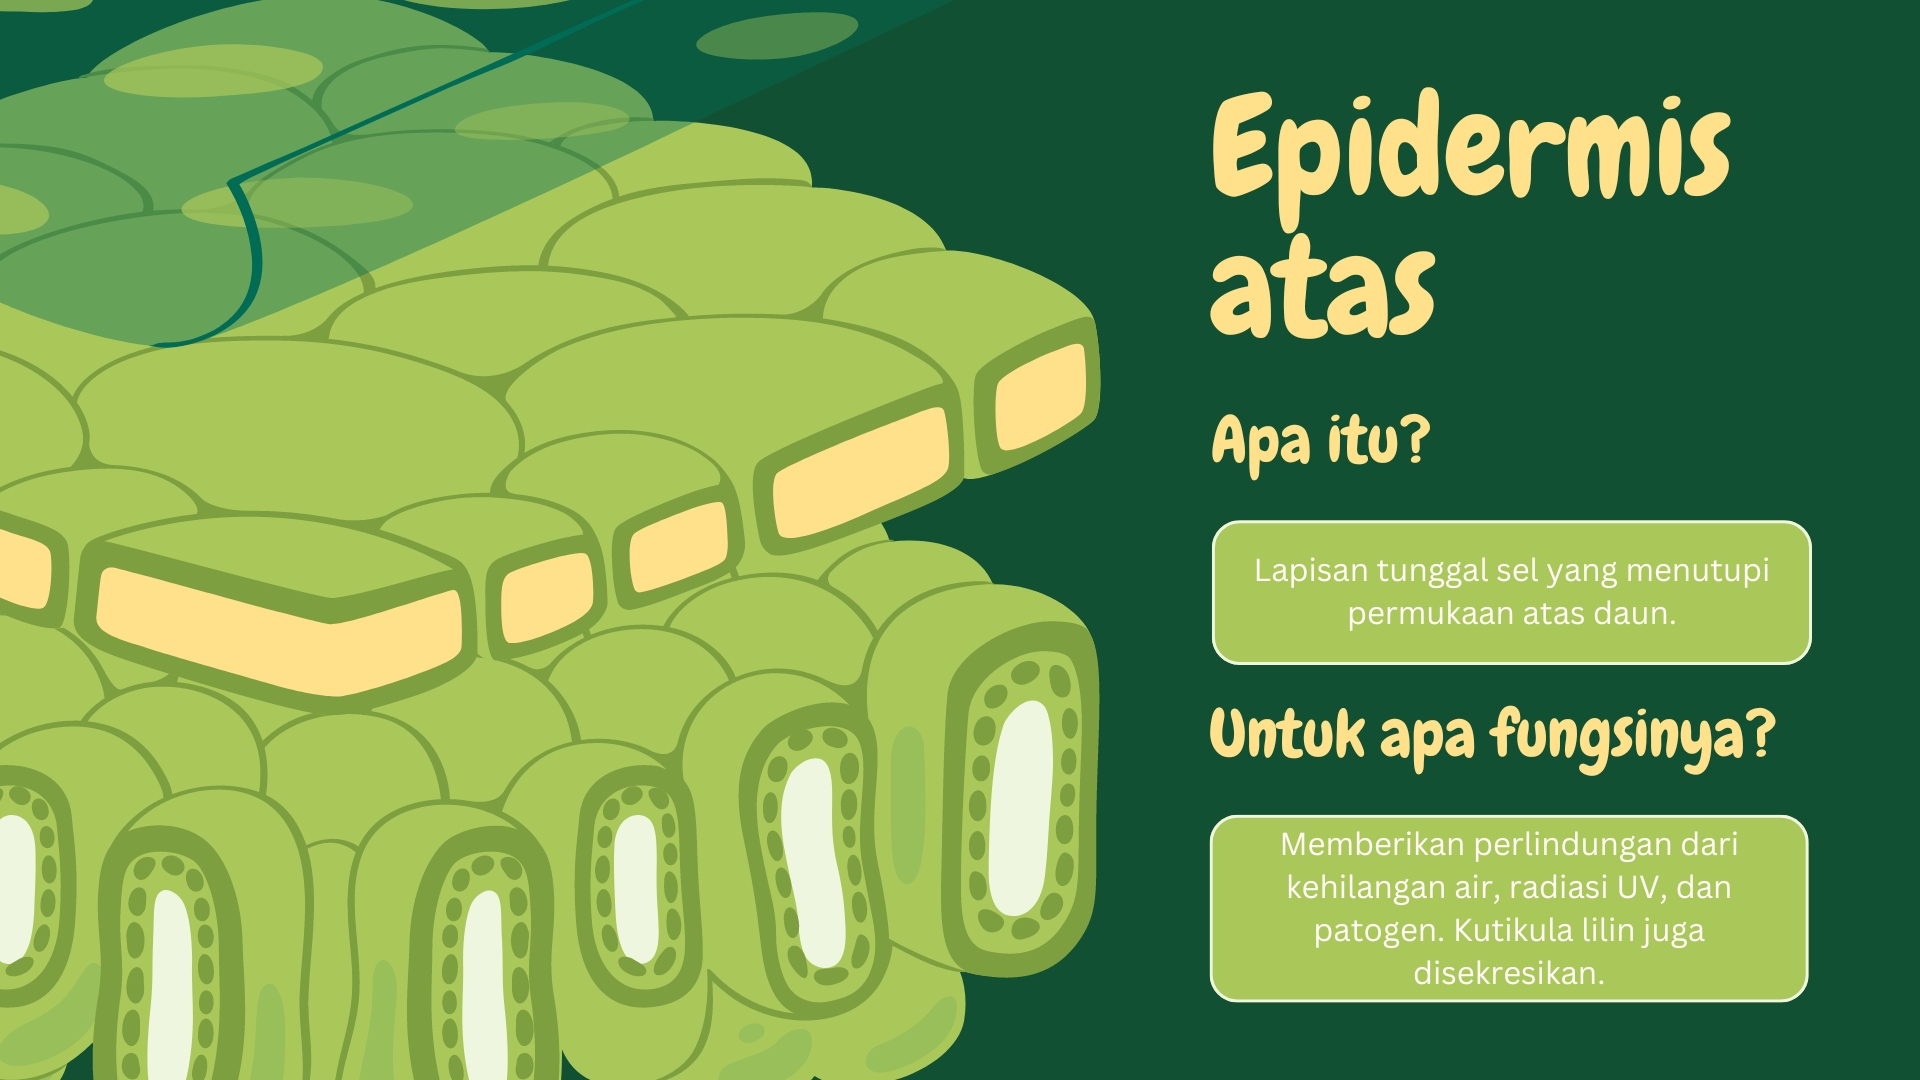 Epidermis
atas
Apa itu?
Lapisan tunggal sel yang menutupi
permukaan atas daun.
Untuk apa fungsinya?
Memberikan perlindungan dari
kehilangan air, radiasi UV, dan
patogen. Kutikula lilin juga
disekresikan.